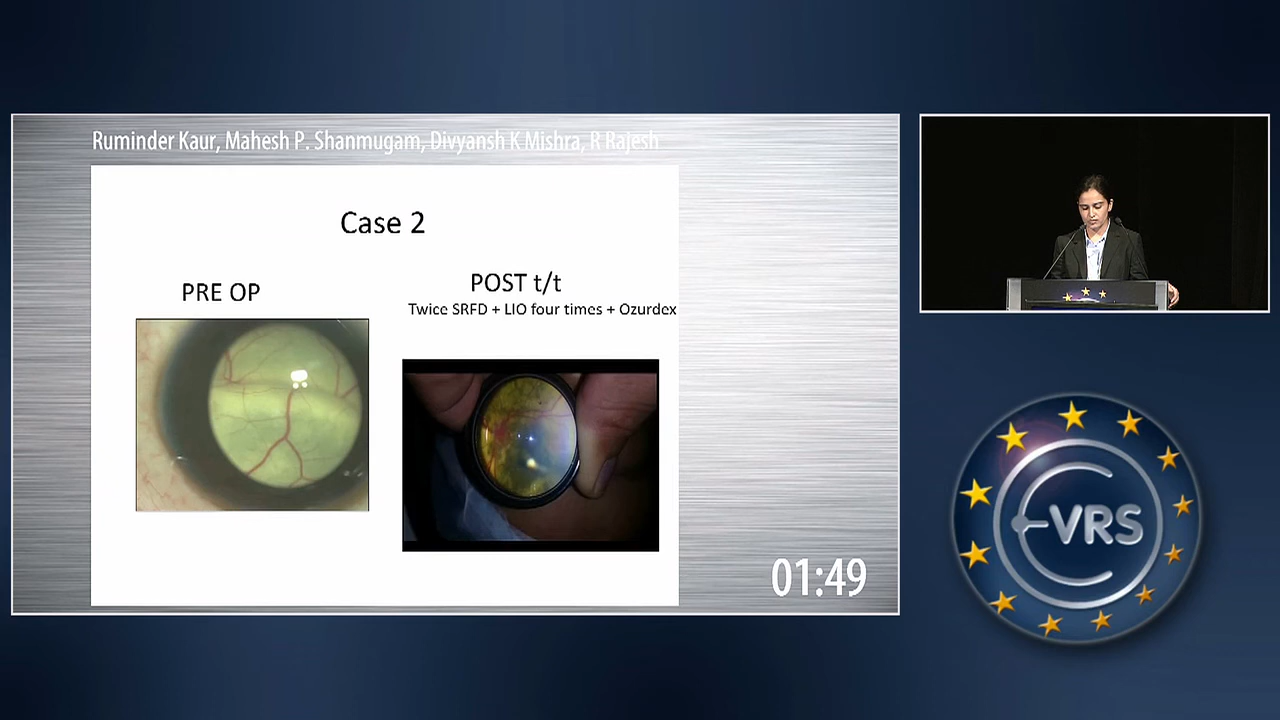 Ruminder Kaur, Mahesh P. Shanmugam, Divyansh K Mishra, R Rajesh
Case 2
PRE OP
POST t/t
Twice SRFD + LIO four times + Ozurdex
01:49
E-VRS